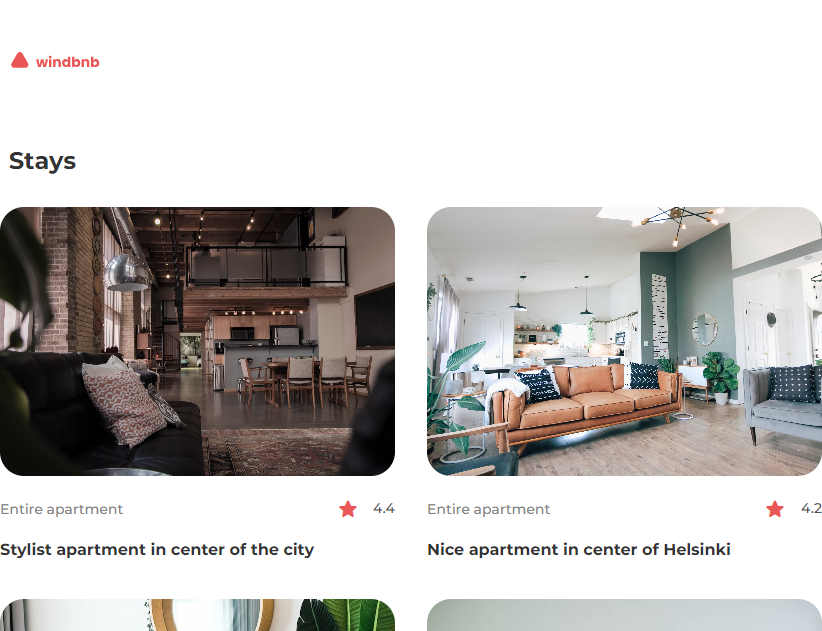 windbnb
Stays
Entire apartment 4.4
Stylist apartment in center of the city
Entire apartment 4.2
Nice apartment in center of Helsinki